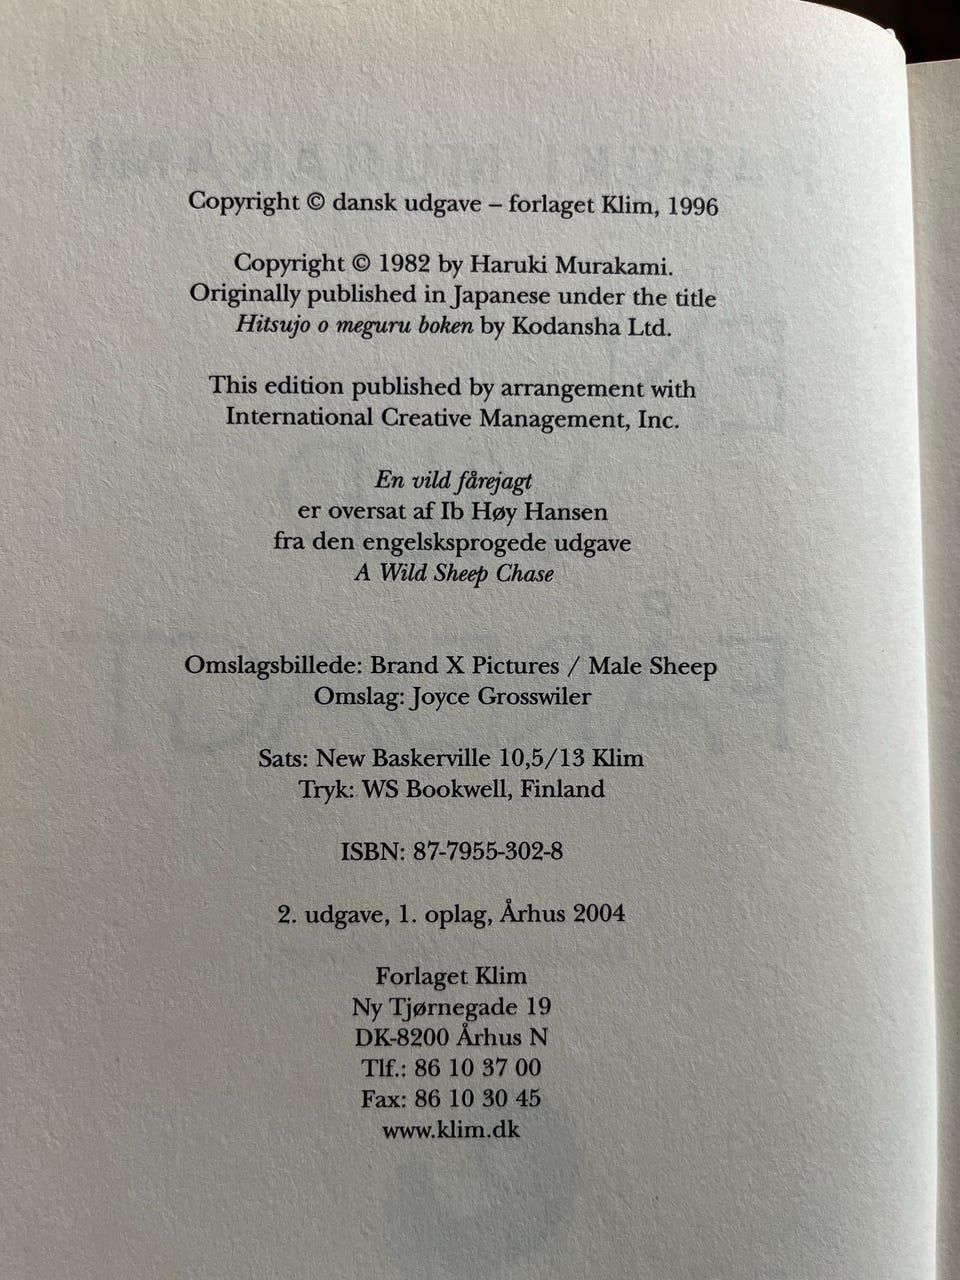 Copyright © dansk udgave – forlaget Klim, 1996
Copyright © 1982 by Haruki Murakami.
Originally published in Japanese under the title
Hitsujo o meguru boken by Kodansha Ltd.
This edition published by arrangement with
International Creative Management, Inc.
En vild fårejagt
er oversat af Ib Høy Hansen
fra den engelsksprogede udgave
A Wild Sheep Chase
Omslagsbillede: Brand X Pictures / Male Sheep
Omslag: Joyce Grosswiler
Sats: New Baskerville 10,5/13 Klim
Tryk: WS Bookwell, Finland
ISBN: 87-7955-302-8
2. udgave, 1. oplag, Århus 2004
Forlaget Klim
Ny Tjørnegade 19
DK-8200 Århus N
Tlf.: 86 10 37 00
Fax: 86 10 30 45
www.klim.dk